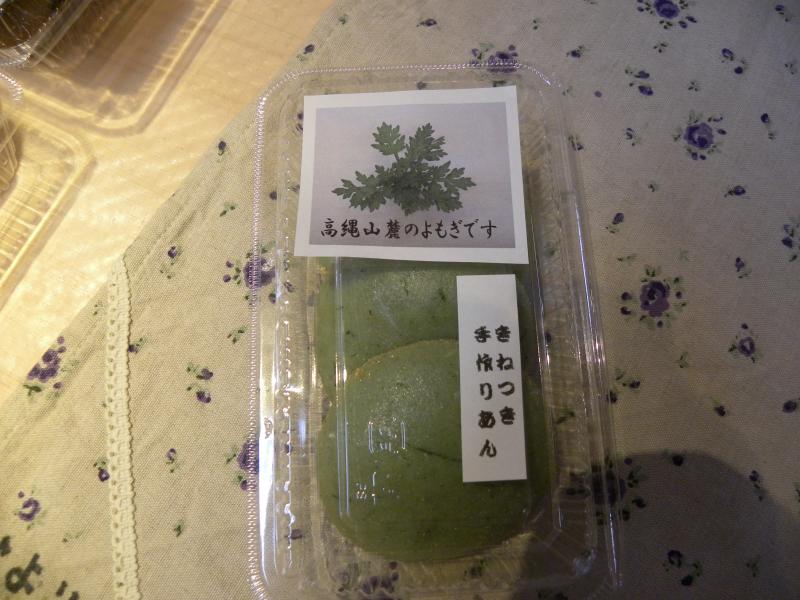 高縄山麓のよもぎです
きねつき
手作りあん